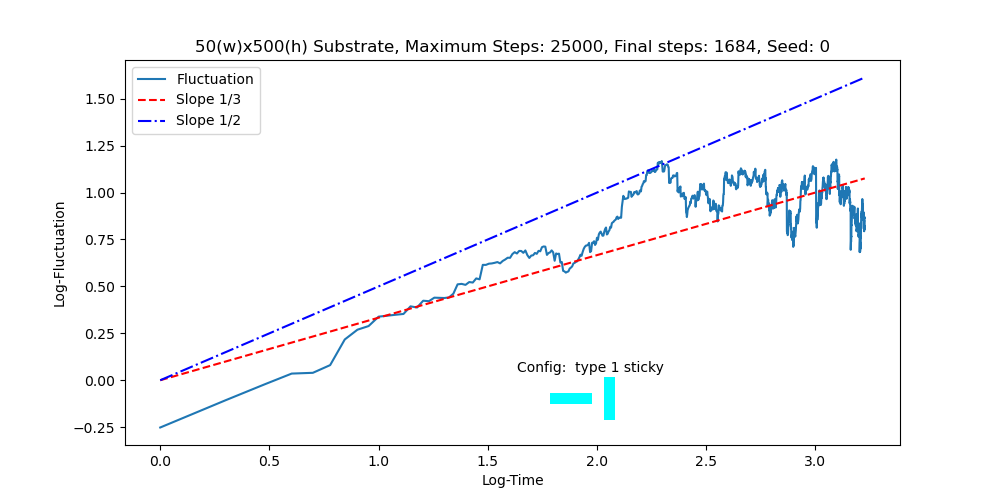 50(w)x500(h) Substrate, Maximum Steps: 25000, Final steps: 1684, Seed: 0
Fluctuation
Slope 1/3
Slope 1/2
1.50
1.25
1.00
0.75
0.50
0.25
0.00
−0.25
Log-Fluctuation
Config:  type 1 sticky
0.0 0.5 1.0 1.5 2.0 2.5 3.0
Log-Time